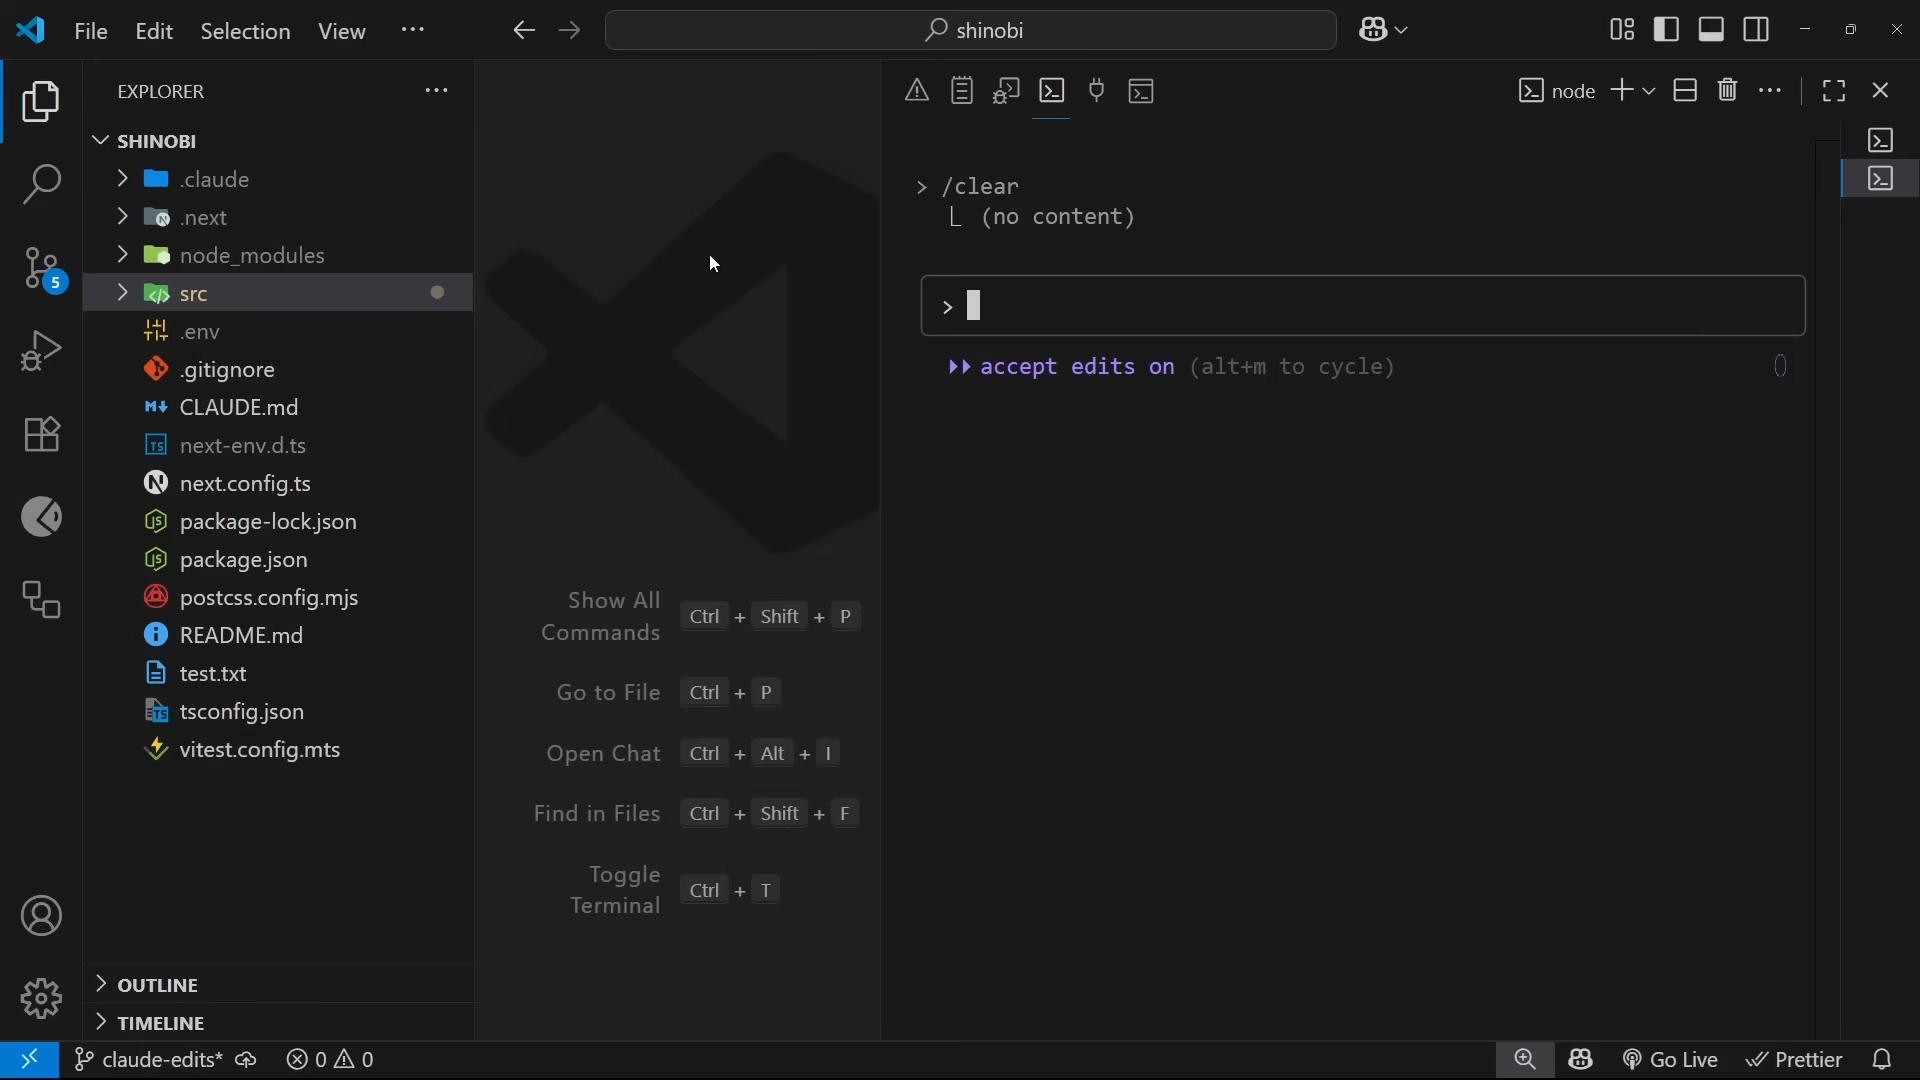 File Edit Selection View ···
shinobi
EXPLORER
SHINOBI
.claude
.next
node_modules
src
.env
.gitignore
CLAUDE.md
next-env.d.ts
next.config.ts
package-lock.json
package.json
postcss.config.mjs
README.md
test.txt
tsconfig.json
vitest.config.mts
OUTLINE
TIMELINE
5
Show All
Commands
Ctrl + Shift + P
Go to File Ctrl + P
Open Chat Ctrl + Alt + I
Find in Files Ctrl + Shift + F
Toggle
Terminal
Ctrl + T
node
> /clear
⎿ (no content)
>
accept edits on (alt+m to cycle)
claude-edits* 0 0
Go Live Prettier